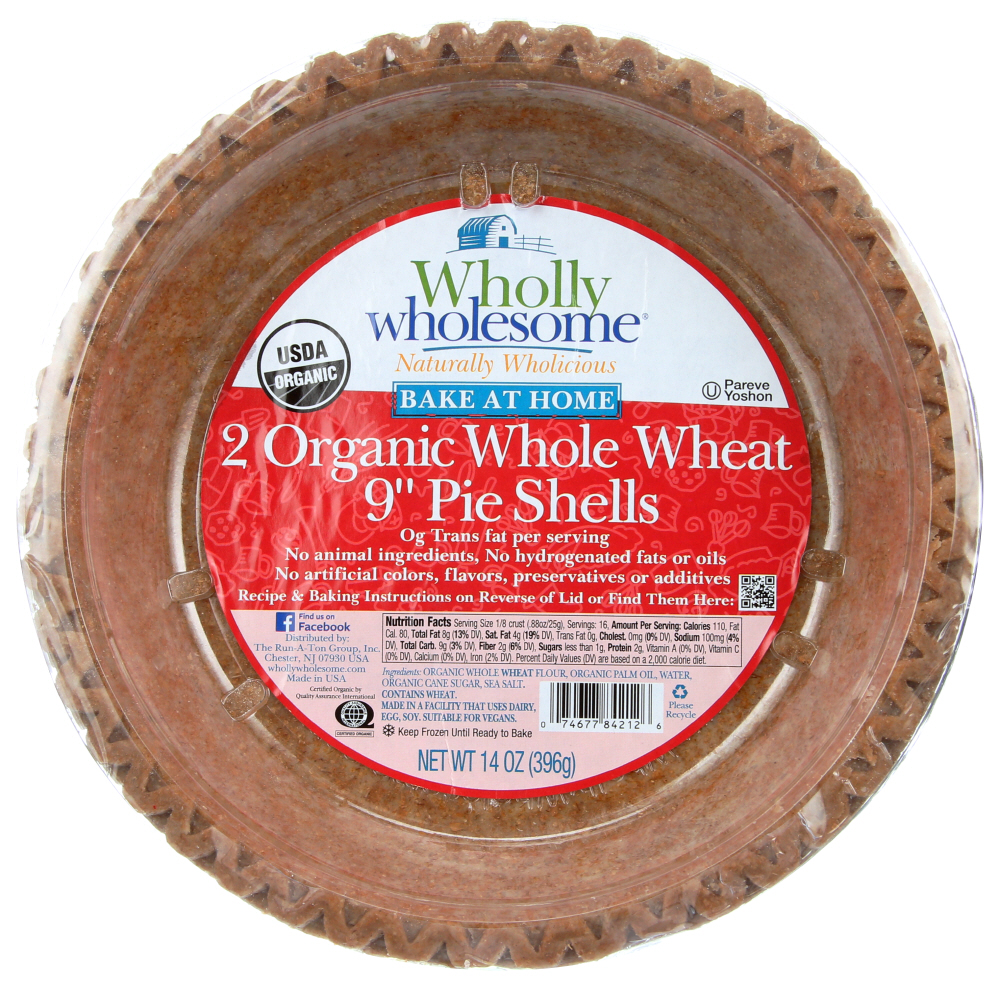 Wholly
wholesome®
Naturally Wholicious
USDA
ORGANIC
BAKE AT HOME
U Pareve
Yoshon
2 Organic Whole Wheat
9" Pie Shells
0g Trans fat per serving
No animal ingredients, No hydrogenated fats or oils
No artificial colors, flavors, preservatives or additives
Recipe & Baking Instructions on Reverse of Lid or Find Them Here:
Find us on
Facebook
Distributed by:
The Run-A-Ton Group, Inc.
Chester, NJ 07930 USA
whollywholesome.com
Made in USA
Certified Organic by
Quality Assurance International
CERTIFIED ORGANIC
Nutrition Facts Serving Size 1/8 crust (.88oz/25g), Servings: 16, Amount Per Serving: Calories 110, Fat
Cal. 80, Total Fat 8g (13% DV), Sat. Fat 4g (19% DV), Trans Fat 0g, Cholest. 0mg (0% DV), Sodium 100mg (4%
DV), Total Carb. 9g (3% DV), Fiber 2g (6% DV), Sugars less than 1g, Protein 2g, Vitamin A (0% DV), Vitamin C
(0% DV), Calcium (0% DV), Iron (2% DV). Percent Daily Values (DV) are based on a 2,000 calorie diet.
Ingredients: ORGANIC WHOLE WHEAT FLOUR, ORGANIC PALM OIL, WATER,
ORGANIC CANE SUGAR, SEA SALT.
CONTAINS WHEAT.
MADE IN A FACILITY THAT USES DAIRY,
EGG, SOY. SUITABLE FOR VEGANS.
Keep Frozen Until Ready to Bake
0 74677 84212 6
Please
Recycle
NET WT 14 OZ (396g)